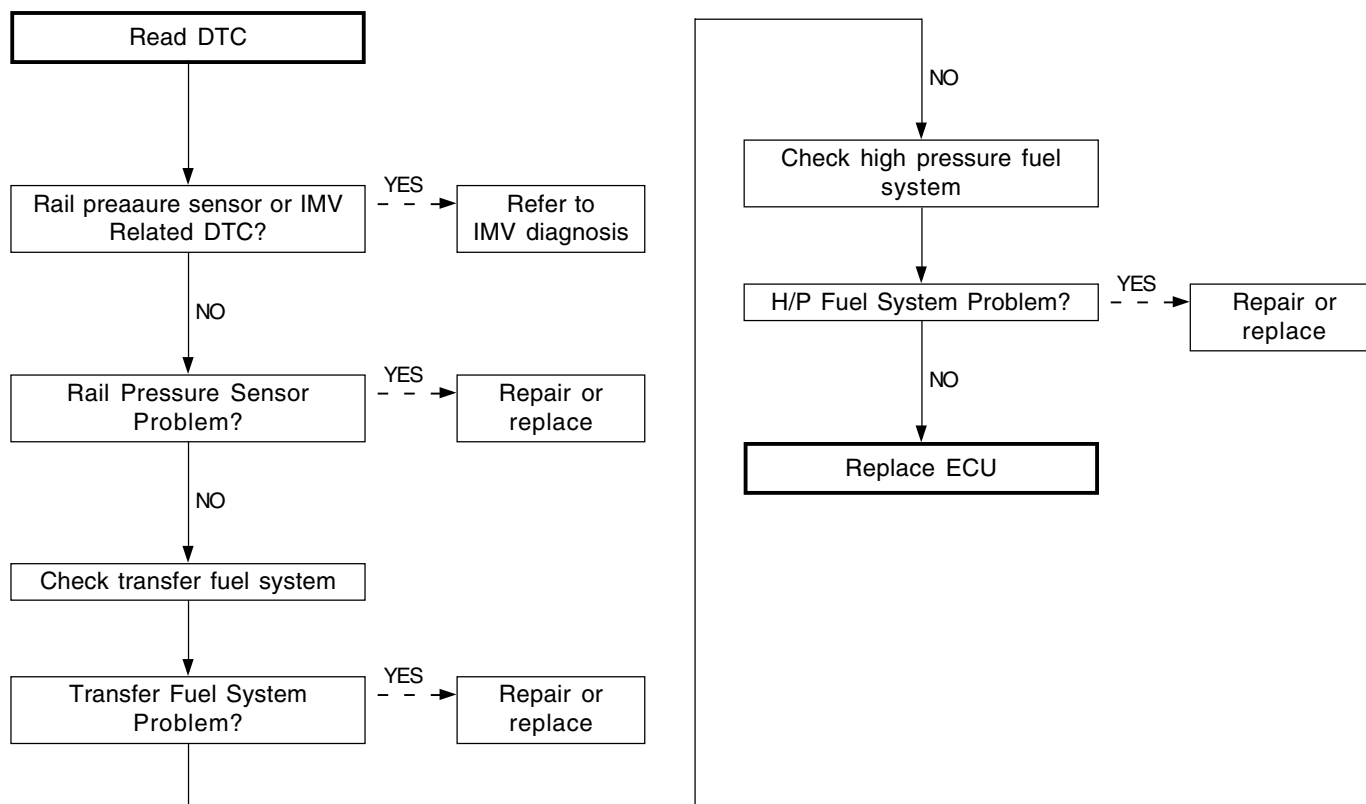 Read DTC
Rail preaaure sensor or IMV
Related DTC?
YES
Refer to
IMV diagnosis
NO
Rail Pressure Sensor
Problem?
YES
Repair or
replace
NO
Check transfer fuel system
Transfer Fuel System
Problem?
YES
Repair or
replace
NO
Check high pressure fuel
system
H/P Fuel System Problem?
YES
Repair or
replace
NO
Replace ECU